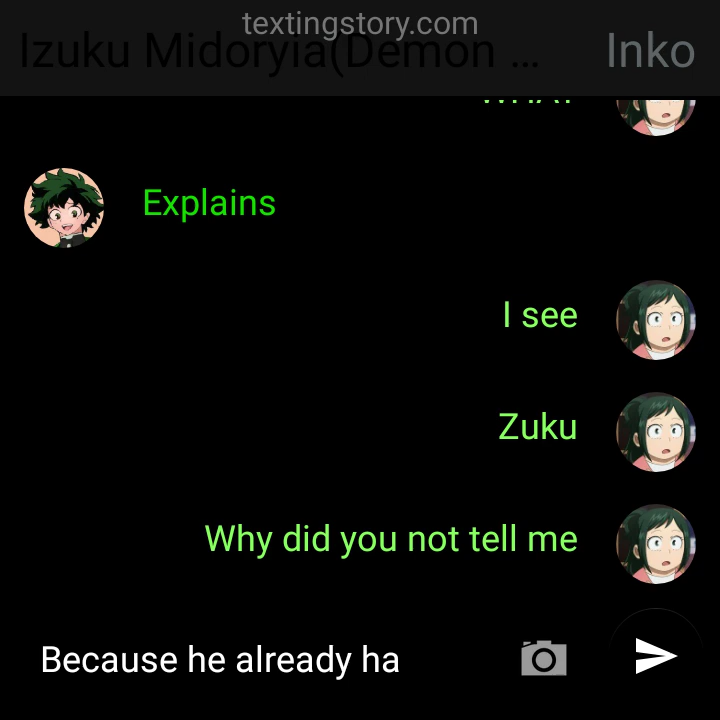 textingstory.com
Izuku Midoryia(Demon ... Inko
WHAT
Explains
I see
Zuku
Why did you not tell me
Because he already ha